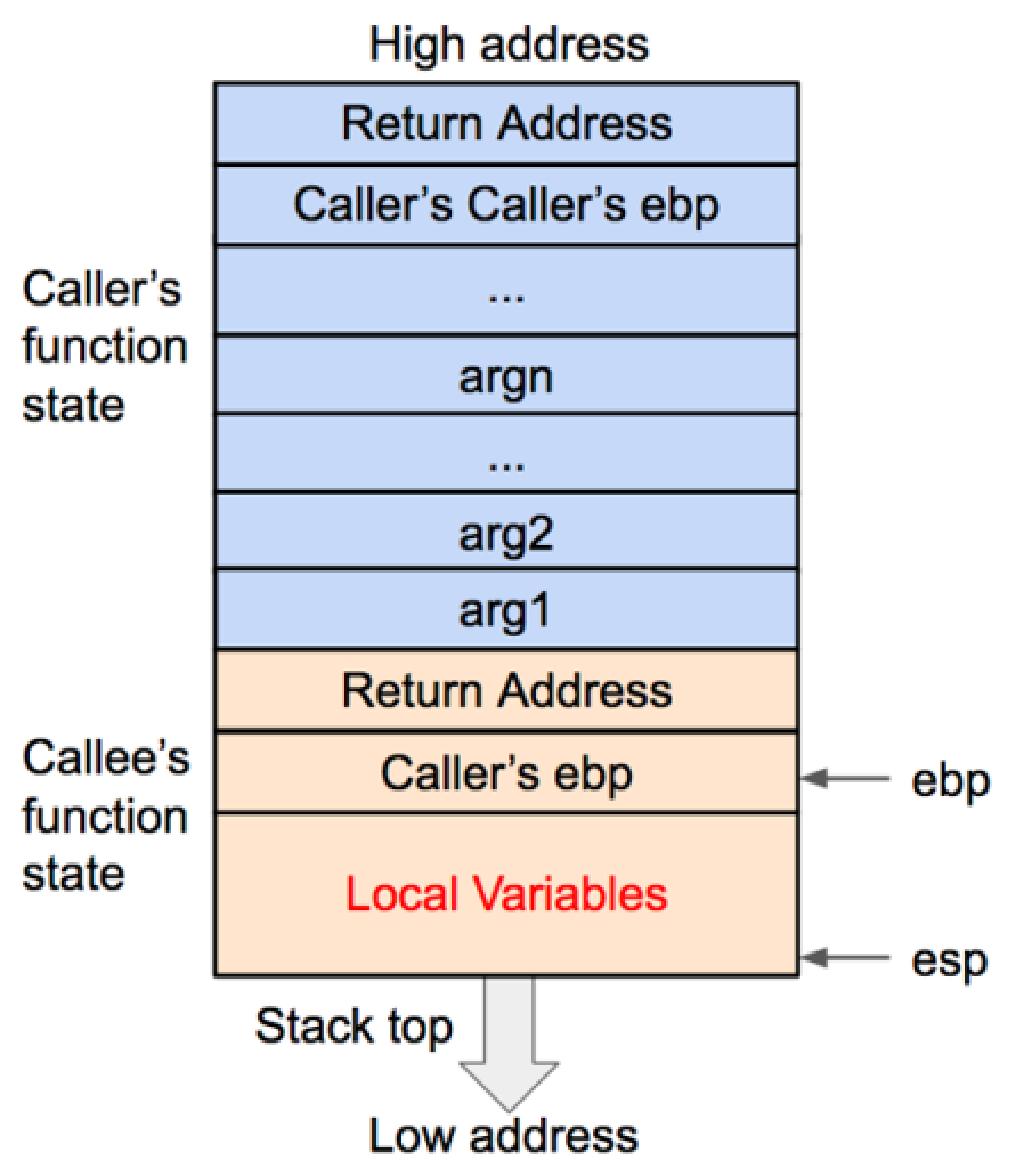 High address
Return Address
Caller’s Caller’s ebp
...
Caller’s
function
state
argn
...
arg2
arg1
Return Address
Callee’s
function
state
Caller’s ebp
ebp
Local Variables
esp
Stack top
Low address